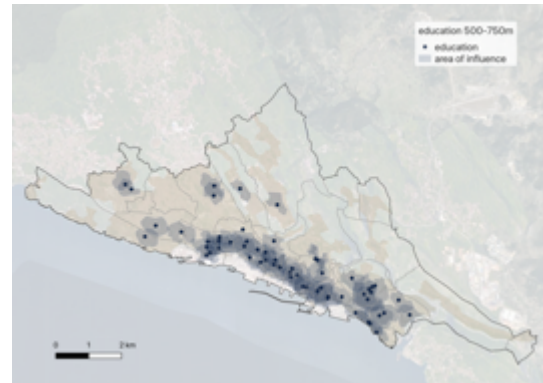 education 500-750m
education
area of influence
0 1 2 km